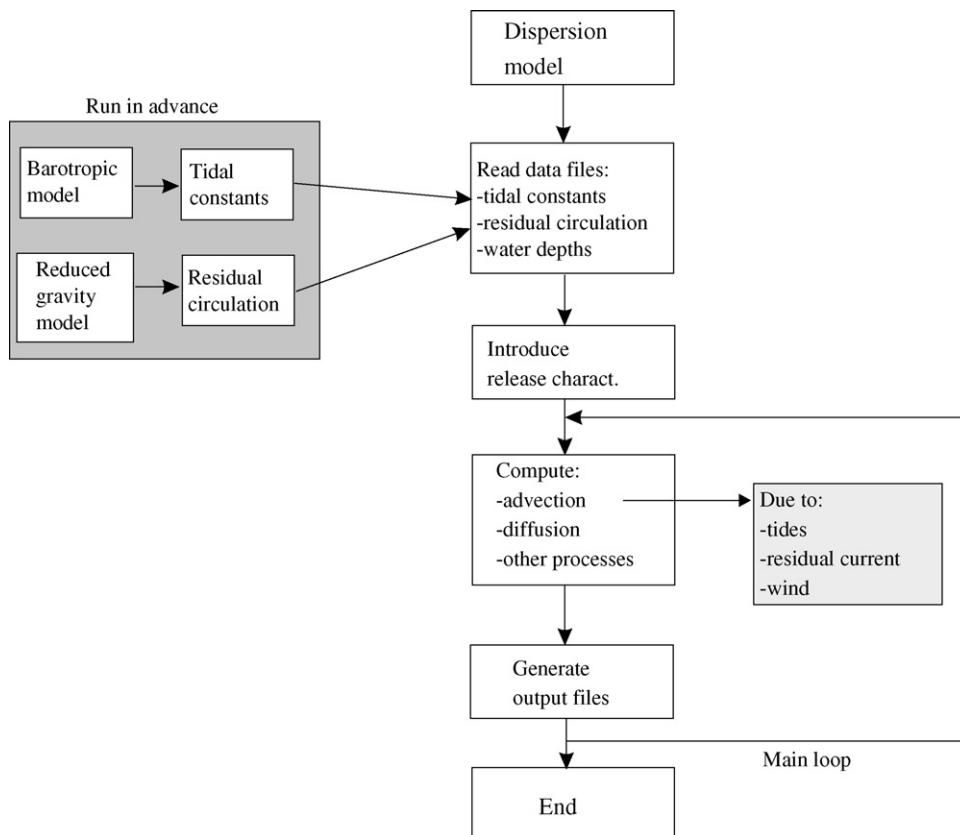 Dispersion
model
Run in advance
Barotropic
model
Tidal
constants
Reduced
gravity
model
Residual
circulation
Read data files:
-tidal constants
-residual circulation
-water depths
Introduce
release charact.
Compute:
-advection
-diffusion
-other processes
Due to:
-tides
-residual current
-wind
Generate
output files
Main loop
End